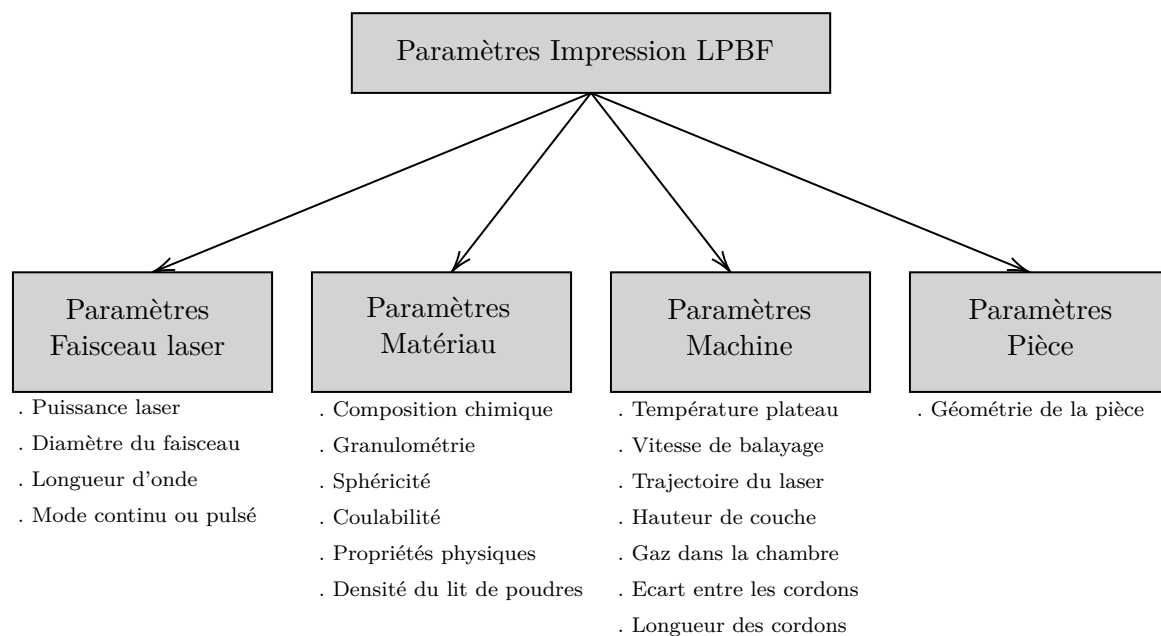 Paramètres Impression LPBF
Paramètres
Faisceau laser
. Puissance laser
. Diamètre du faisceau
. Longueur d'onde
. Mode continu ou pulsé
Paramètres
Matériau
. Composition chimique
. Granulométrie
. Sphéricité
. Coulabilité
. Propriétés physiques
. Densité du lit de poudres
Paramètres
Machine
. Température plateau
. Vitesse de balayage
. Trajectoire du laser
. Hauteur de couche
. Gaz dans la chambre
. Ecart entre les cordons
. Longueur des cordons
Paramètres
Pièce
. Géométrie de la pièce